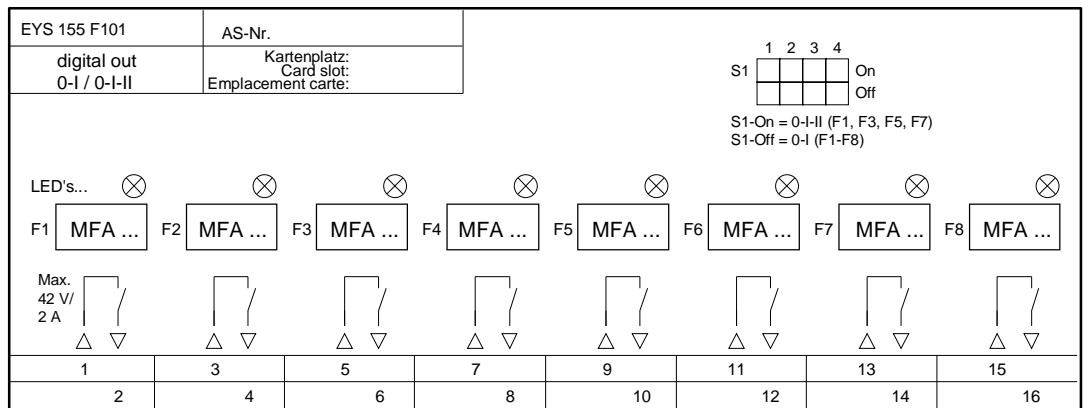 EYS 155 F101
AS-Nr.
digital out
0-I / 0-I-II
Kartenplatz:
Card slot:
Emplacement carte:
1 2 3 4
S1 On
Off
S1-On = 0-I-II (F1, F3, F5, F7)
S1-Off = 0-I (F1-F8)
LED's...
F1 MFA ... F2 MFA ... F3 MFA ... F4 MFA ... F5 MFA ... F6 MFA ... F7 MFA ... F8 MFA ...
Max.
42 V/
2 A
1 3 5 7 9 11 13 15
2 4 6 8 10 12 14 16